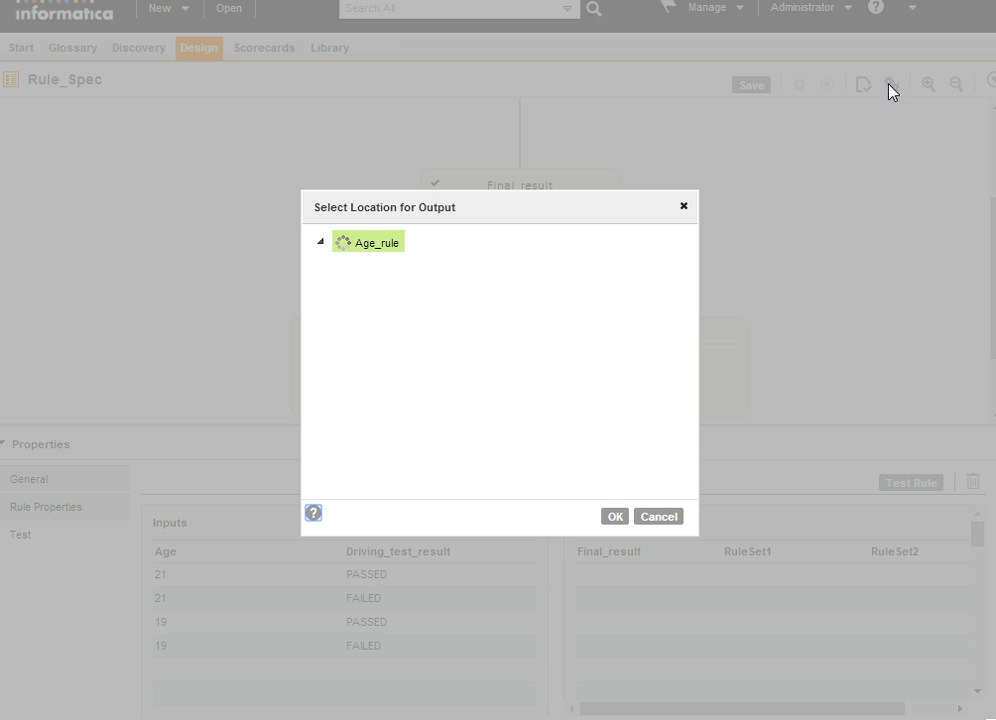 informatica New Open Search All Manage Administrator ?
Start Glossary Discovery Design Scorecards Library
Rule_Spec Save
Final_result
Select Location for Output
Age_rule
? OK Cancel
Properties
General
Rule Properties
Test
Test Rule
Inputs
Age Driving_test_result Final_result RuleSet1 RuleSet2
21 PASSED
21 FAILED
19 PASSED
19 FAILED